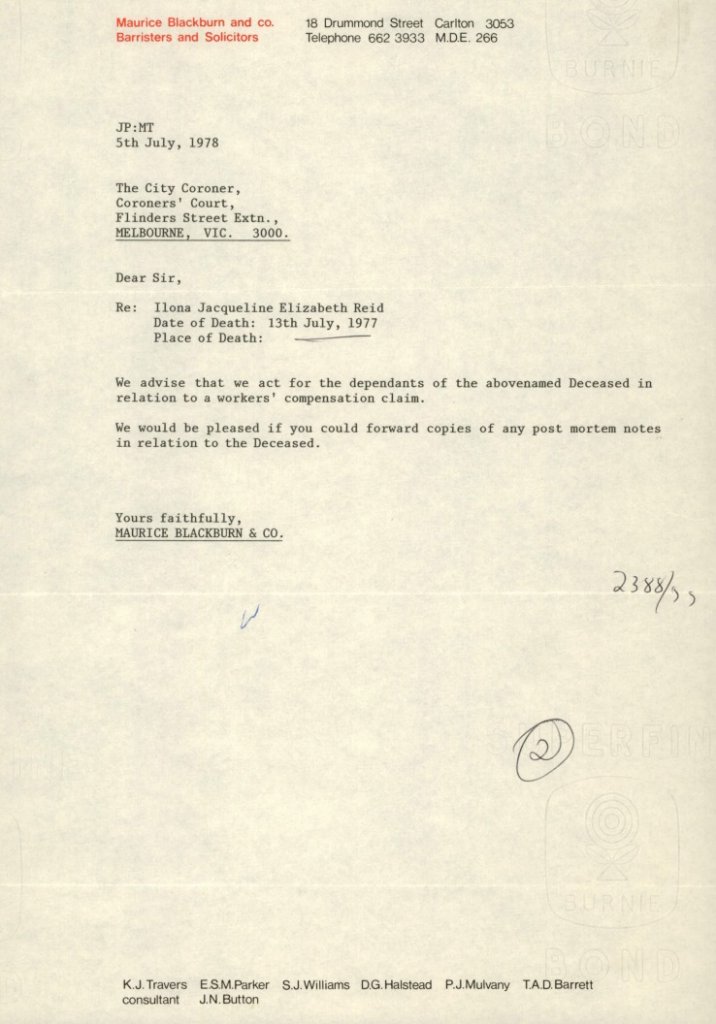 Maurice Blackburn and co.
Barristers and Solicitors
18 Drummond Street Carlton 3053
Telephone 662 3933 M.D.E. 266
BURNIE
BOND
JP:MT
5th July, 1978
The City Coroner,
Coroners' Court,
Flinders Street Extn.,
MELBOURNE, VIC. 3000.
Dear Sir,
Re: Ilona Jacqueline Elizabeth Reid
Date of Death: 13th July, 1977
Place of Death:
We advise that we act for the dependants of the abovenamed Deceased in
relation to a workers' compensation claim.
We would be pleased if you could forward copies of any post mortem notes
in relation to the Deceased.
Yours faithfully,
MAURICE BLACKBURN & CO.
2388/
2
BURNIE
BOND
K.J. Travers E.S.M. Parker S.J. Williams D.G. Halstead P.J. Mulvany T.A.D. Barrett
consultant J.N. Button